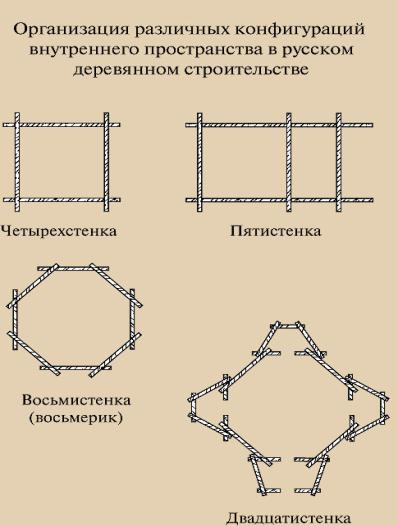 Организация различных конфигураций
внутреннего пространства в русском
деревянном строительстве
Четырехстенка
Пятистенка
Восьмистенка
(восьмерик)
Двадцатистенка